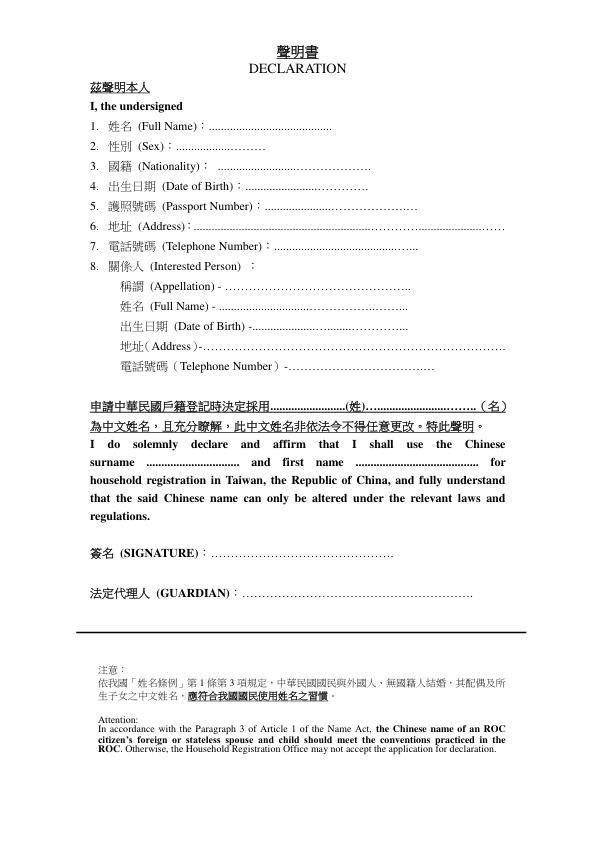 聲明書
DECLARATION
茲聲明本人
I, the undersigned
1. 姓名 (Full Name)：.........................................
2. 性別 (Sex)：..................………
3. 國籍 (Nationality)： ..........................……………….
4. 出生日期 (Date of Birth)：.......................………….
5. 護照號碼 (Passport Number)：......................……………….…
6. 地址 (Address)：....................................................................…………......................……
7. 電話號碼 (Telephone Number)：........................................…...
8. 關係人 (Interested Person) ：
稱謂 (Appellation) - ………………………………………..
姓名 (Full Name) - ..............................……………..……...
出生日期 (Date of Birth) -.....................…........…………...
地址（Address）-………………………………………………………………….
電話號碼（Telephone Number）-…………………………….…
申請中華民國戶籍登記時決定採用.........................(姓)….......................……..（名）
為中文姓名，且充分瞭解，此中文姓名非依法令不得任意更改。特此聲明。
I do solemnly declare and affirm that I shall use the Chinese
surname ............................... and first name ......................................... for
household registration in Taiwan, the Republic of China, and fully understand
that the said Chinese name can only be altered under the relevant laws and
regulations.
簽名 (SIGNATURE)：……………………………………….
法定代理人 (GUARDIAN)：………………………………………………….
注意：
依我國「姓名條例」第 1 條第 3 項規定，中華民國國民與外國人、無國籍人結婚，其配偶及所
生子女之中文姓名，應符合我國國民使用姓名之習慣。
Attention:
In accordance with the Paragraph 3 of Article 1 of the Name Act, the Chinese name of an ROC
citizen’s foreign or stateless spouse and child should meet the conventions practiced in the
ROC. Otherwise, the Household Registration Office may not accept the application for declaration.